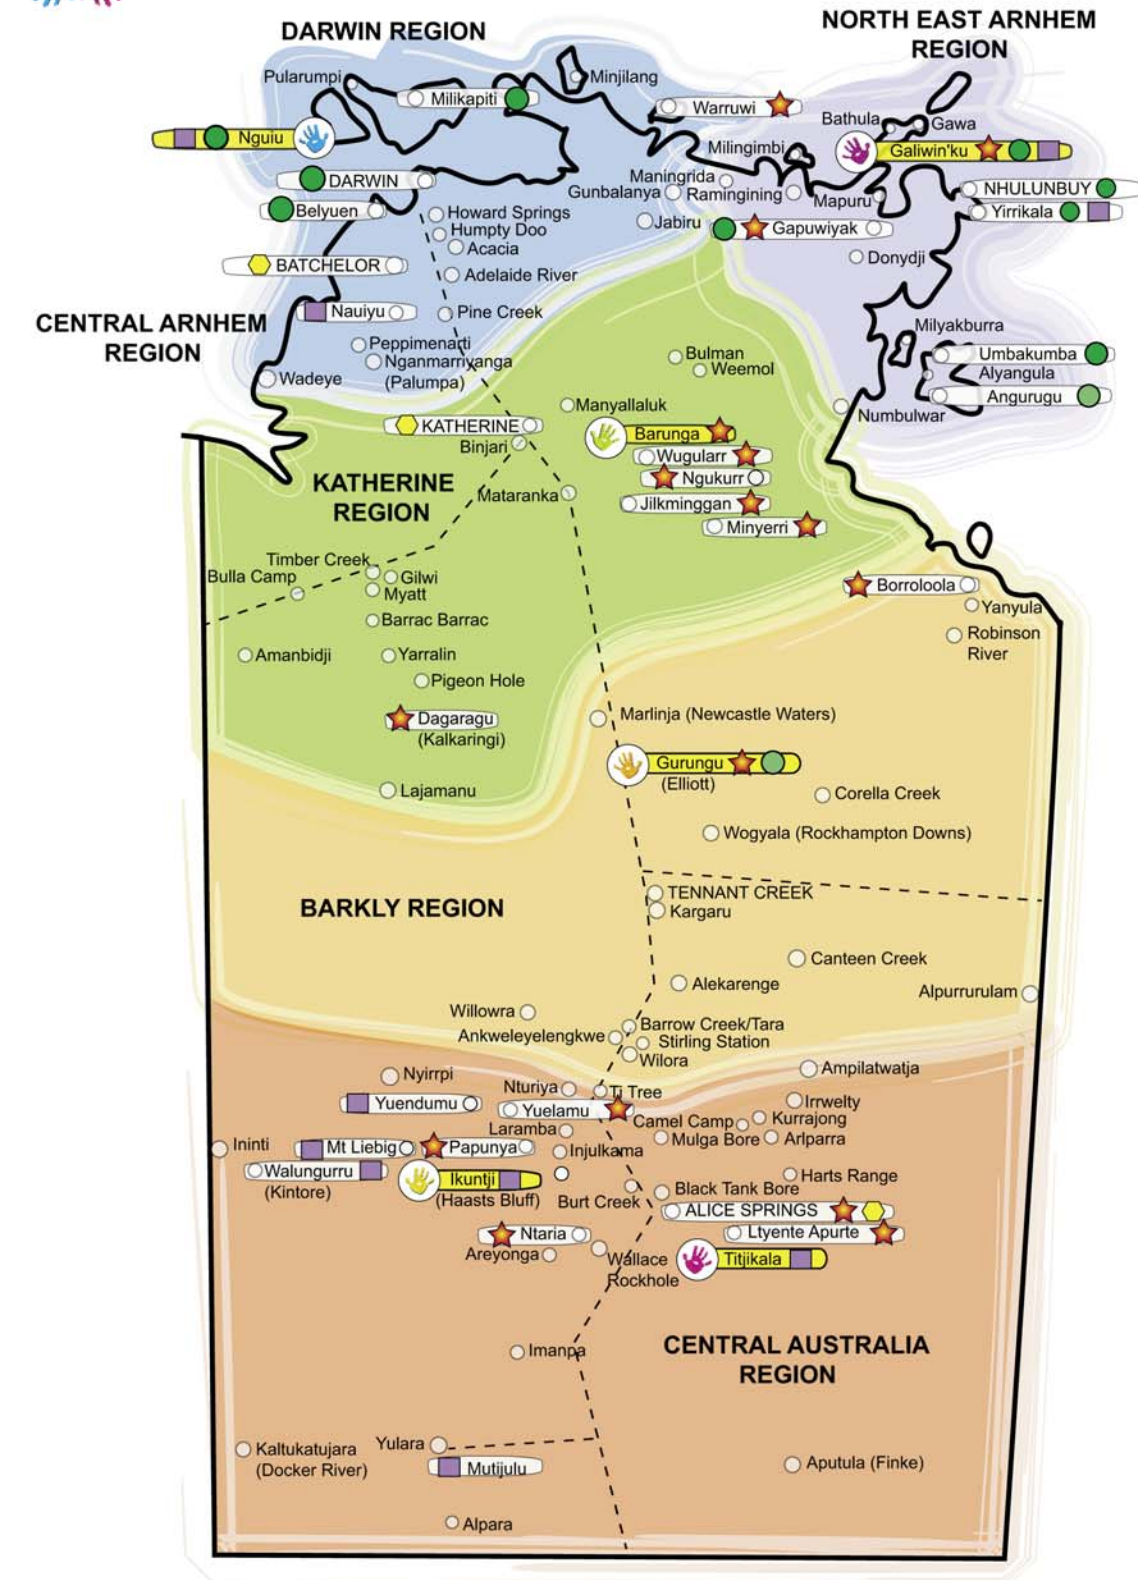 DARWIN REGION
NORTH EAST ARNHEM
REGION
Pularumpi
Minjilang
Milikapiti
Warruwi
Bathula
Gawa
Nguiu
Milingimbi
Galiwin'ku
DARWIN
Maningrida
Gunbalanya
Ramingining
Mapuru
NHULUNBUY
Belyuen
Howard Springs
Yirrikala
Humpty Doo
Jabiru
Gapuwiyak
Acacia
BATCHELOR
Donydji
Adelaide River
Nauiyu
Pine Creek
CENTRAL ARNHEM
REGION
Milyakburra
Peppimenarti
Nganmarriyanga
(Palumpa)
Wadeye
Bulman
Weemol
Umbakumba
Alyangula
Angurugu
Manyallaluk
Numbulwar
KATHERINE
Binjari
Barunga
Wugularr
Ngukurr
KATHERINE
REGION
Mataranka
Jilkminggan
Minyerri
Timber Creek
Bulla Camp
Gilwi
Myatt
Borroloola
Yanyula
Barrac Barrac
Robinson
River
Amanbidji
Yarralin
Pigeon Hole
Dagaragu
(Kalkaringi)
Marlinja (Newcastle Waters)
Gurungu
(Elliott)
Lajamanu
Corella Creek
Wogyala (Rockhampton Downs)
TENNANT CREEK
Kargaru
BARKLY REGION
Canteen Creek
Alekarenge
Alpurrurulam
Willowra
Barrow Creek/Tara
Ankweleyelengkwe
Stirling Station
Wilora
Ampilatwatja
Nyirrpi
Nturiya
Ti Tree
Yuendumu
Yuelamu
Irrwelty
Kurrajong
Camel Camp
Laramba
Mulga Bore
Arlparra
Ininti
Mt Liebig
Papunya
Injulkama
Walungurru
(Kintore)
Ikuntji
(Haasts Bluff)
Harts Range
Burt Creek
Black Tank Bore
ALICE SPRINGS
Ntaria
Ltyente Apurte
Areyonga
Wallace
Rockhole
Titjikala
CENTRAL AUSTRALIA
REGION
Imanpa
Kaltukatujara
(Docker River)
Yulara
Mutijulu
Aputula (Finke)
Alpara